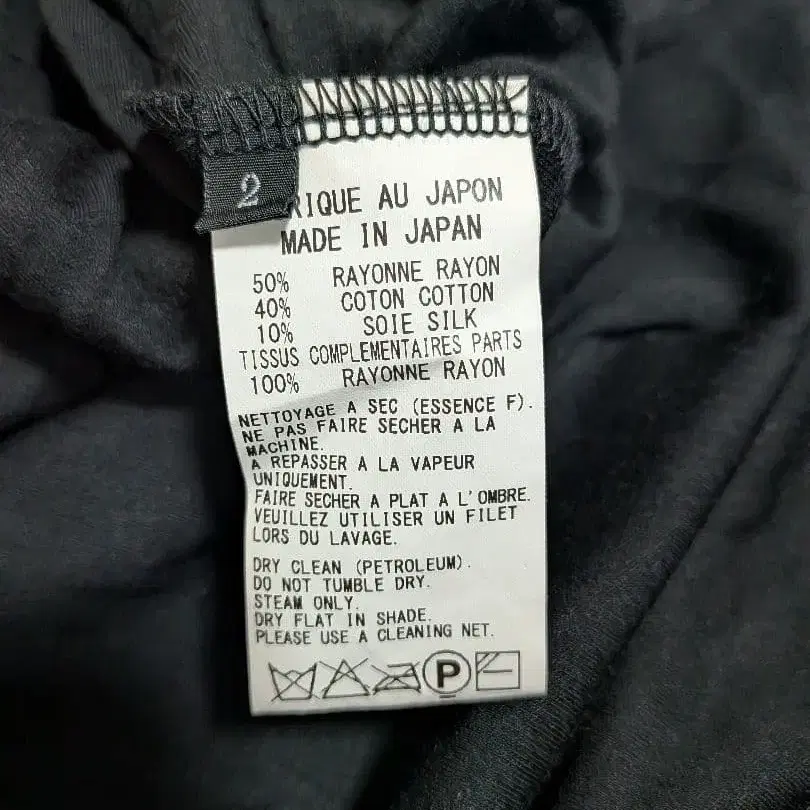 2
RIQUE AU JAPON
MADE IN JAPAN
50% RAYONNE RAYON
40% COTON COTTON
10% SOIE SILK
TISSUS COMPLEMENTAIRES PARTS
100% RAYONNE RAYON
NETTOYAGE A SEC (ESSENCE F).
NE PAS FAIRE SECHER A LA
MACHINE.
A REPASSER A LA VAPEUR
UNIQUEMENT.
FAIRE SECHER A PLAT A L'OMBRE.
VEUILLEZ UTILISER UN FILET
LORS DU LAVAGE.
DRY CLEAN (PETROLEUM).
DO NOT TUMBLE DRY.
STEAM ONLY.
DRY FLAT IN SHADE.
PLEASE USE A CLEANING NET.
P